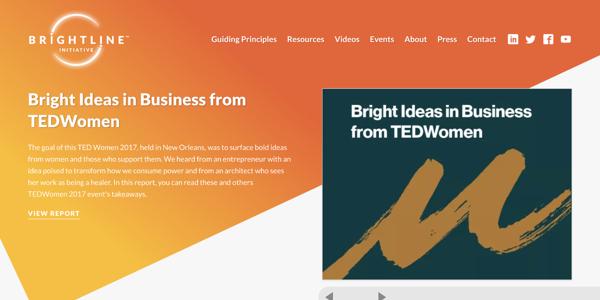 BRIGHTLINE™
INITIATIVE
Guiding Principles Resources Videos Events About Press Contact
Bright Ideas in Business from
TEDWomen
The goal of this TED Women 2017, held in New Orleans, was to surface bold ideas
from women and those who support them. We heard from an entrepreneur with an
idea poised to transform how we consume power and from an architect who sees
her work as being a healer. In this report, you can read these and others
TEDWomen 2017 event's takeaways.
VIEW REPORT
Bright Ideas in Business
from TEDWomen